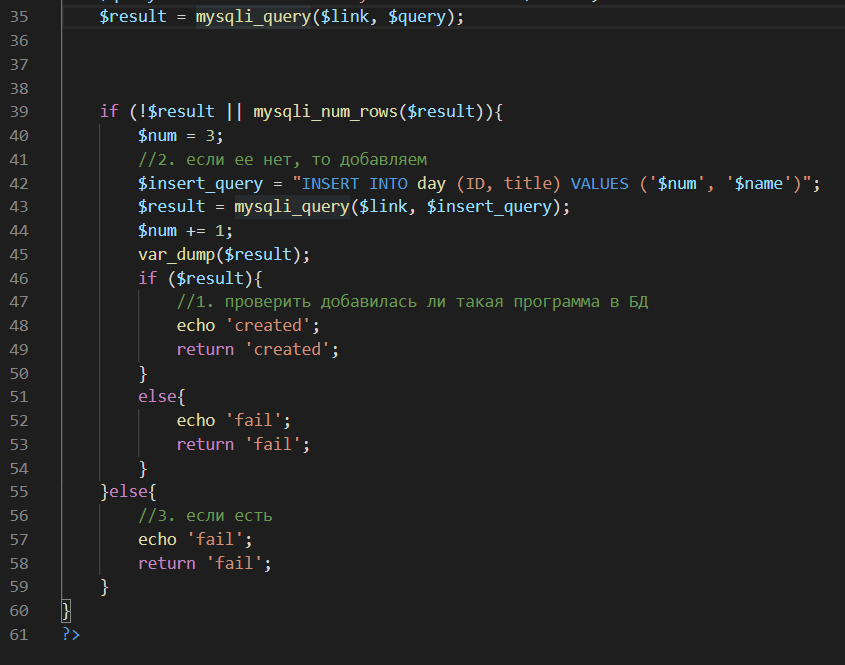 35 $result = mysqli_query($link, $query);
36
37
38
39 if (!$result || mysqli_num_rows($result)){
40 $num = 3;
41 //2. если ее нет, то добавляем
42 $insert_query = "INSERT INTO day (ID, title) VALUES ('$num', '$name')";
43 $result = mysqli_query($link, $insert_query);
44 $num += 1;
45 var_dump($result);
46 if ($result){
47 //1. проверить добавилась ли такая программа в БД
48 echo 'created';
49 return 'created';
50 }
51 else{
52 echo 'fail';
53 return 'fail';
54 }
55 }else{
56 //3. если есть
57 echo 'fail';
58 return 'fail';
59 }
60 }
61 ?>